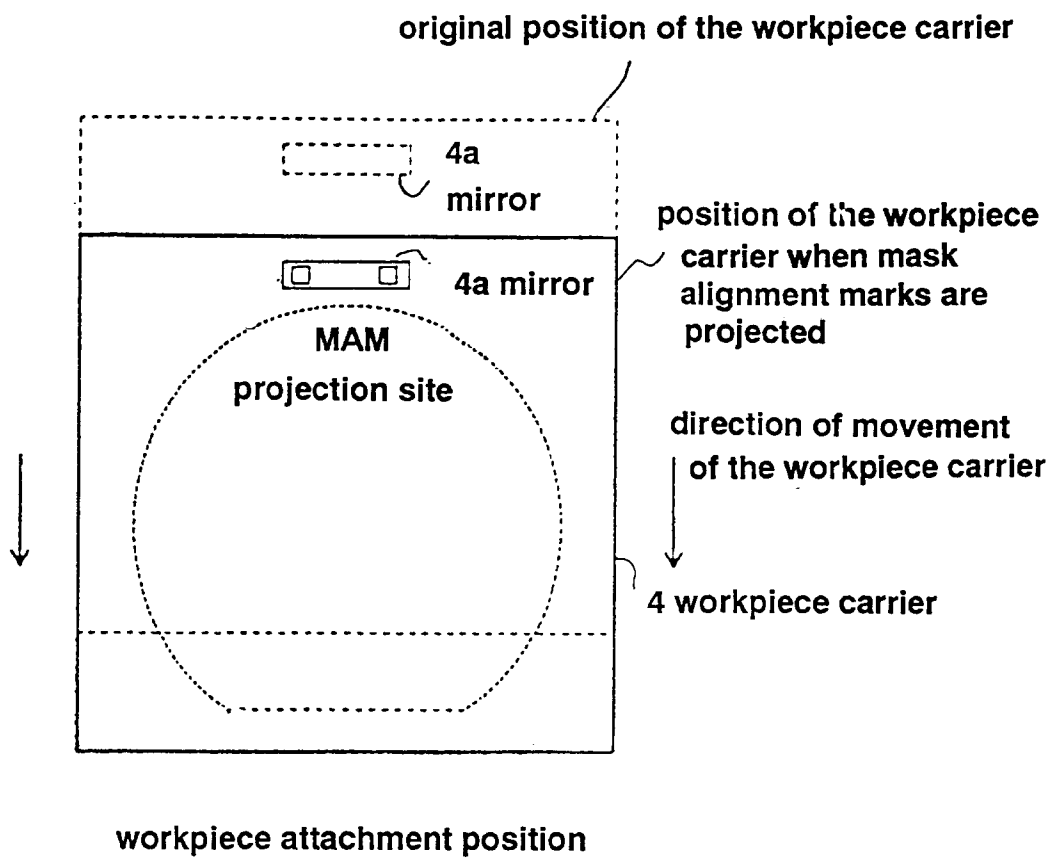 original position of the workpiece carrier
4a
mirror
position of the workpiece
carrier when mask
alignment marks are
projected
4a mirror
MAM
projection site
direction of movement
of the workpiece carrier
4 workpiece carrier
workpiece attachment position